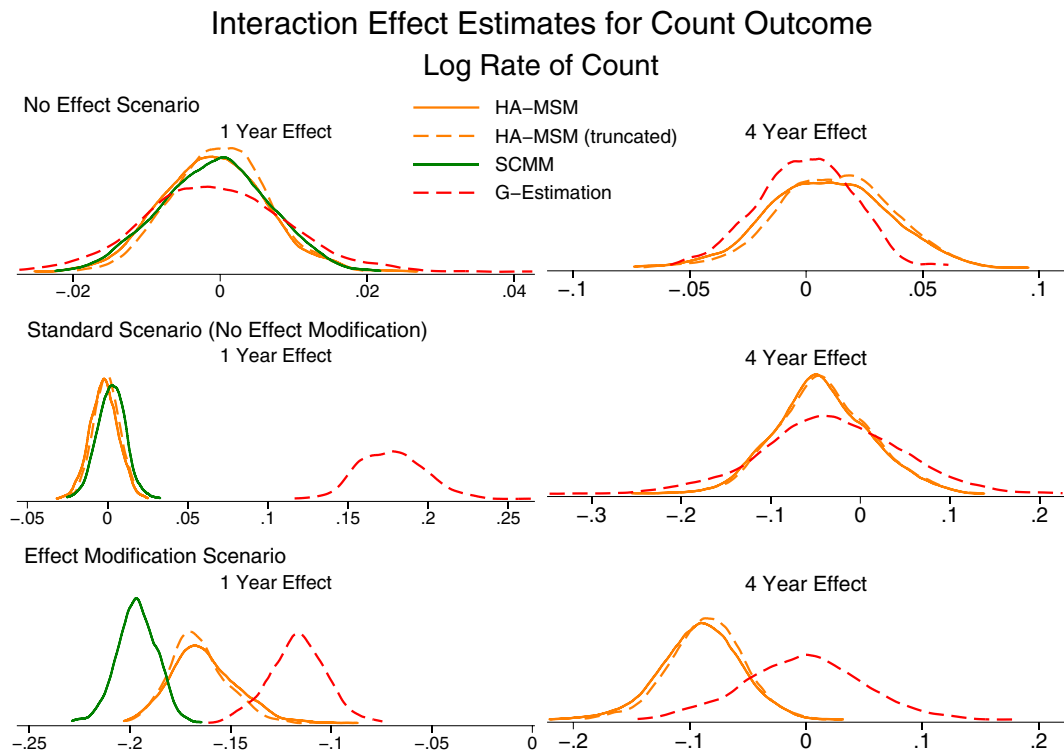 Interaction Effect Estimates for Count Outcome
Log Rate of Count
No Effect Scenario
HA−MSM
HA−MSM (truncated)
SCMM
G−Estimation
1 Year Effect
4 Year Effect
−.02 0 .02 .04
−.1 −.05 0 .05 .1
Standard Scenario (No Effect Modification)
1 Year Effect
4 Year Effect
−.05 0 .05 .1 .15 .2 .25
−.3 −.2 −.1 0 .1 .2
Effect Modification Scenario
1 Year Effect
4 Year Effect
−.25 −.2 −.15 −.1 −.05 0
−.2 −.1 0 .1 .2